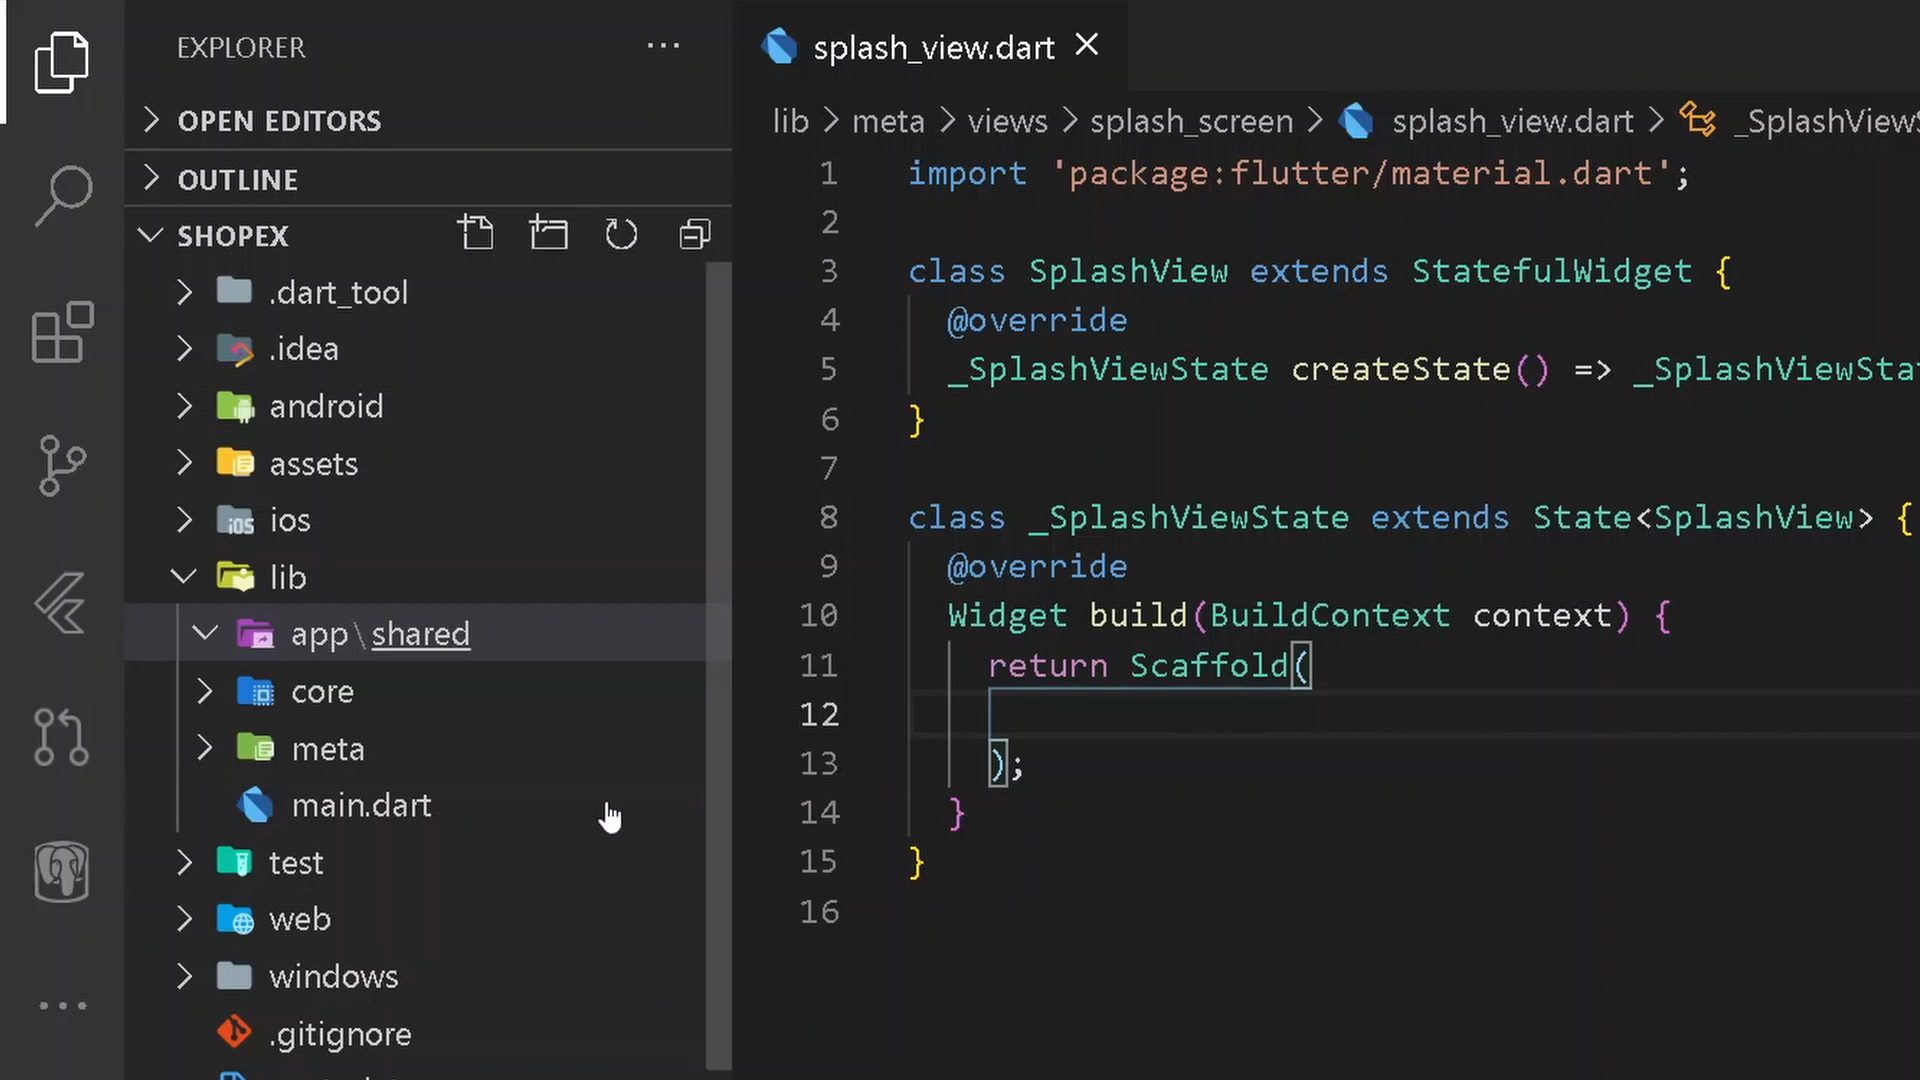 EXPLORER
OPEN EDITORS
OUTLINE
SHOPEX
.dart_tool
.idea
android
assets
ios
lib
app\shared
core
meta
main.dart
test
web
windows
.gitignore
splash_view.dart
lib > meta > views > splash_screen > splash_view.dart > _SplashViewS
1 import 'package:flutter/material.dart';
2
3 class SplashView extends StatefulWidget {
4 @override
5 _SplashViewState createState() => _SplashViewSta
6 }
7
8 class _SplashViewState extends State<SplashView> {
9 @override
10 Widget build(BuildContext context) {
11 return Scaffold(
12
13 );
14 }
15 }
16